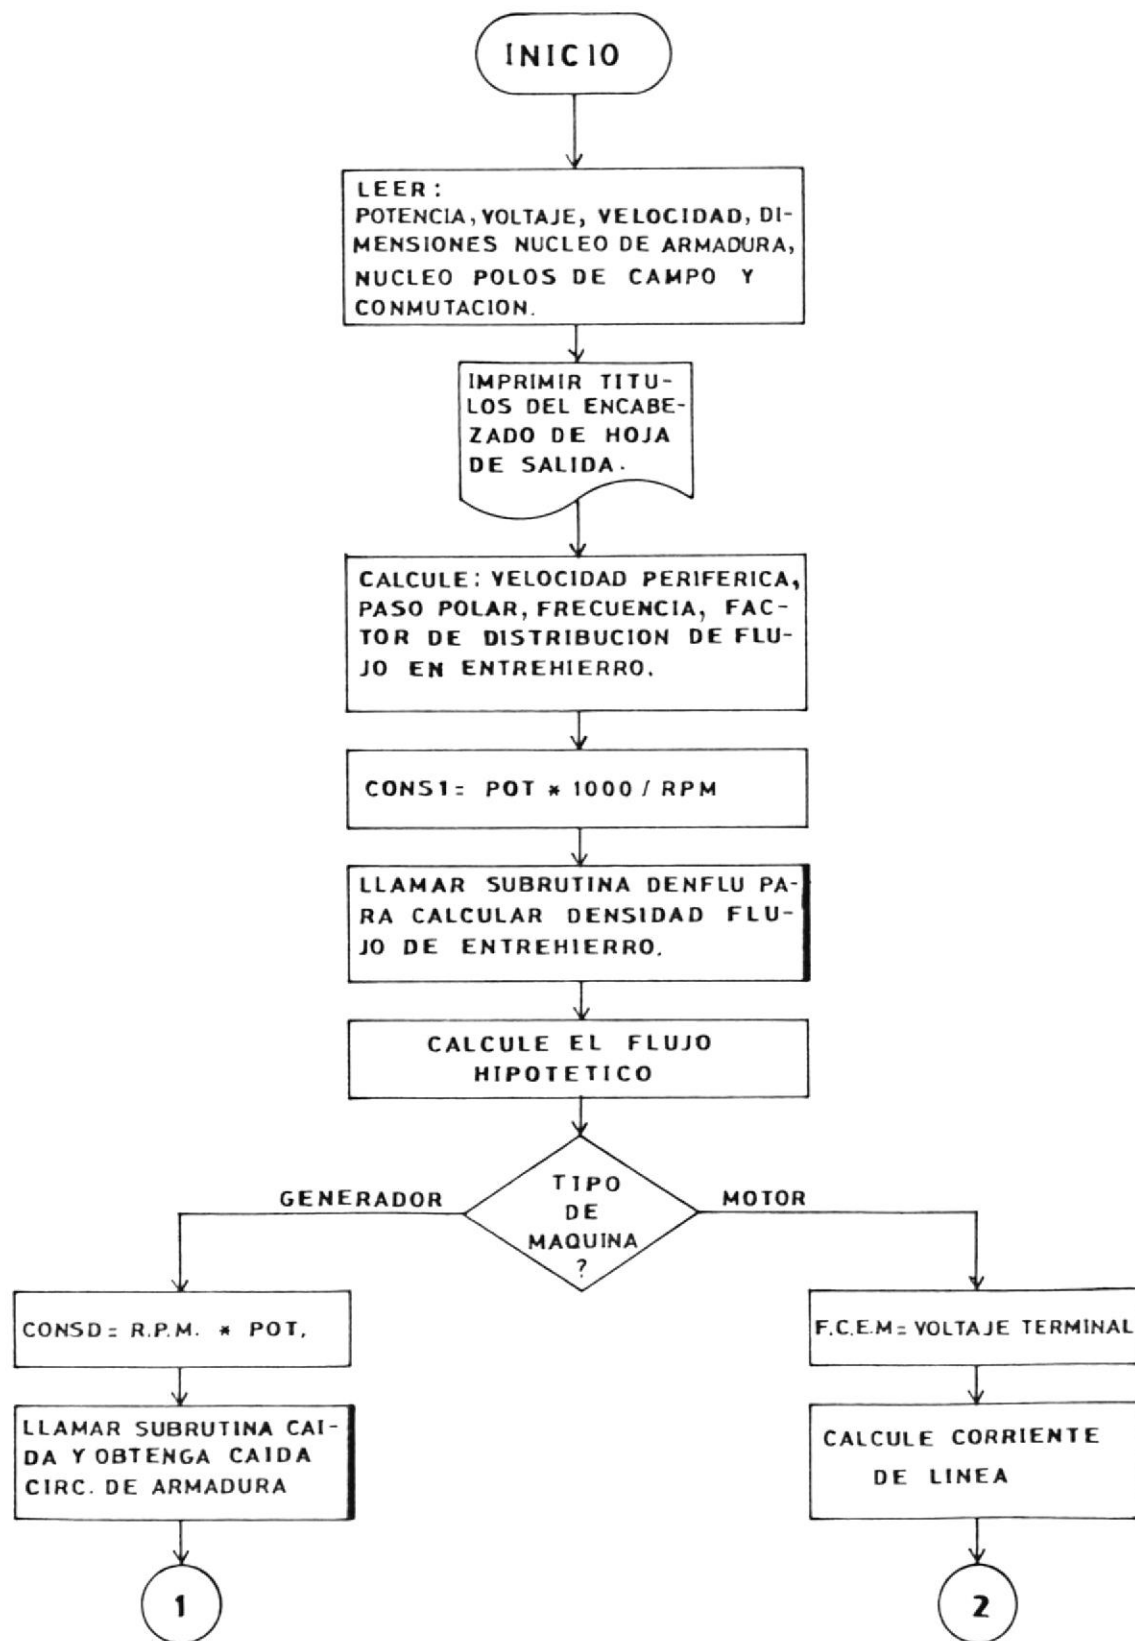 INICIO
LEER:
POTENCIA, VOLTAJE, VELOCIDAD, DI-
MENSIONES NUCLEO DE ARMADURA,
NUCLEO POLOS DE CAMPO Y
CONMUTACION.
IMPRIMIR TITU-
LOS DEL ENCABE-
ZADO DE HOJA
DE SALIDA.
CALCULE: VELOCIDAD PERIFERICA,
PASO POLAR, FRECUENCIA, FAC-
TOR DE DISTRIBUCION DE FLU-
JO EN ENTREHIERRO.
CONS1= POT * 1000 / RPM
LLAMAR SUBRUTINA DENFLU PA-
RA CALCULAR DENSIDAD FLU-
JO DE ENTREHIERRO.
CALCULE EL FLUJO
HIPOTETICO
TIPO
DE
MAQUINA
?
GENERADOR
MOTOR
CONSD= R.P.M. * POT.
LLAMAR SUBRUTINA CAI-
DA Y OBTENGA CAIDA
CIRC. DE ARMADURA
1
F.C.E.M= VOLTAJE TERMINAL
CALCULE CORRIENTE
DE LINEA
2